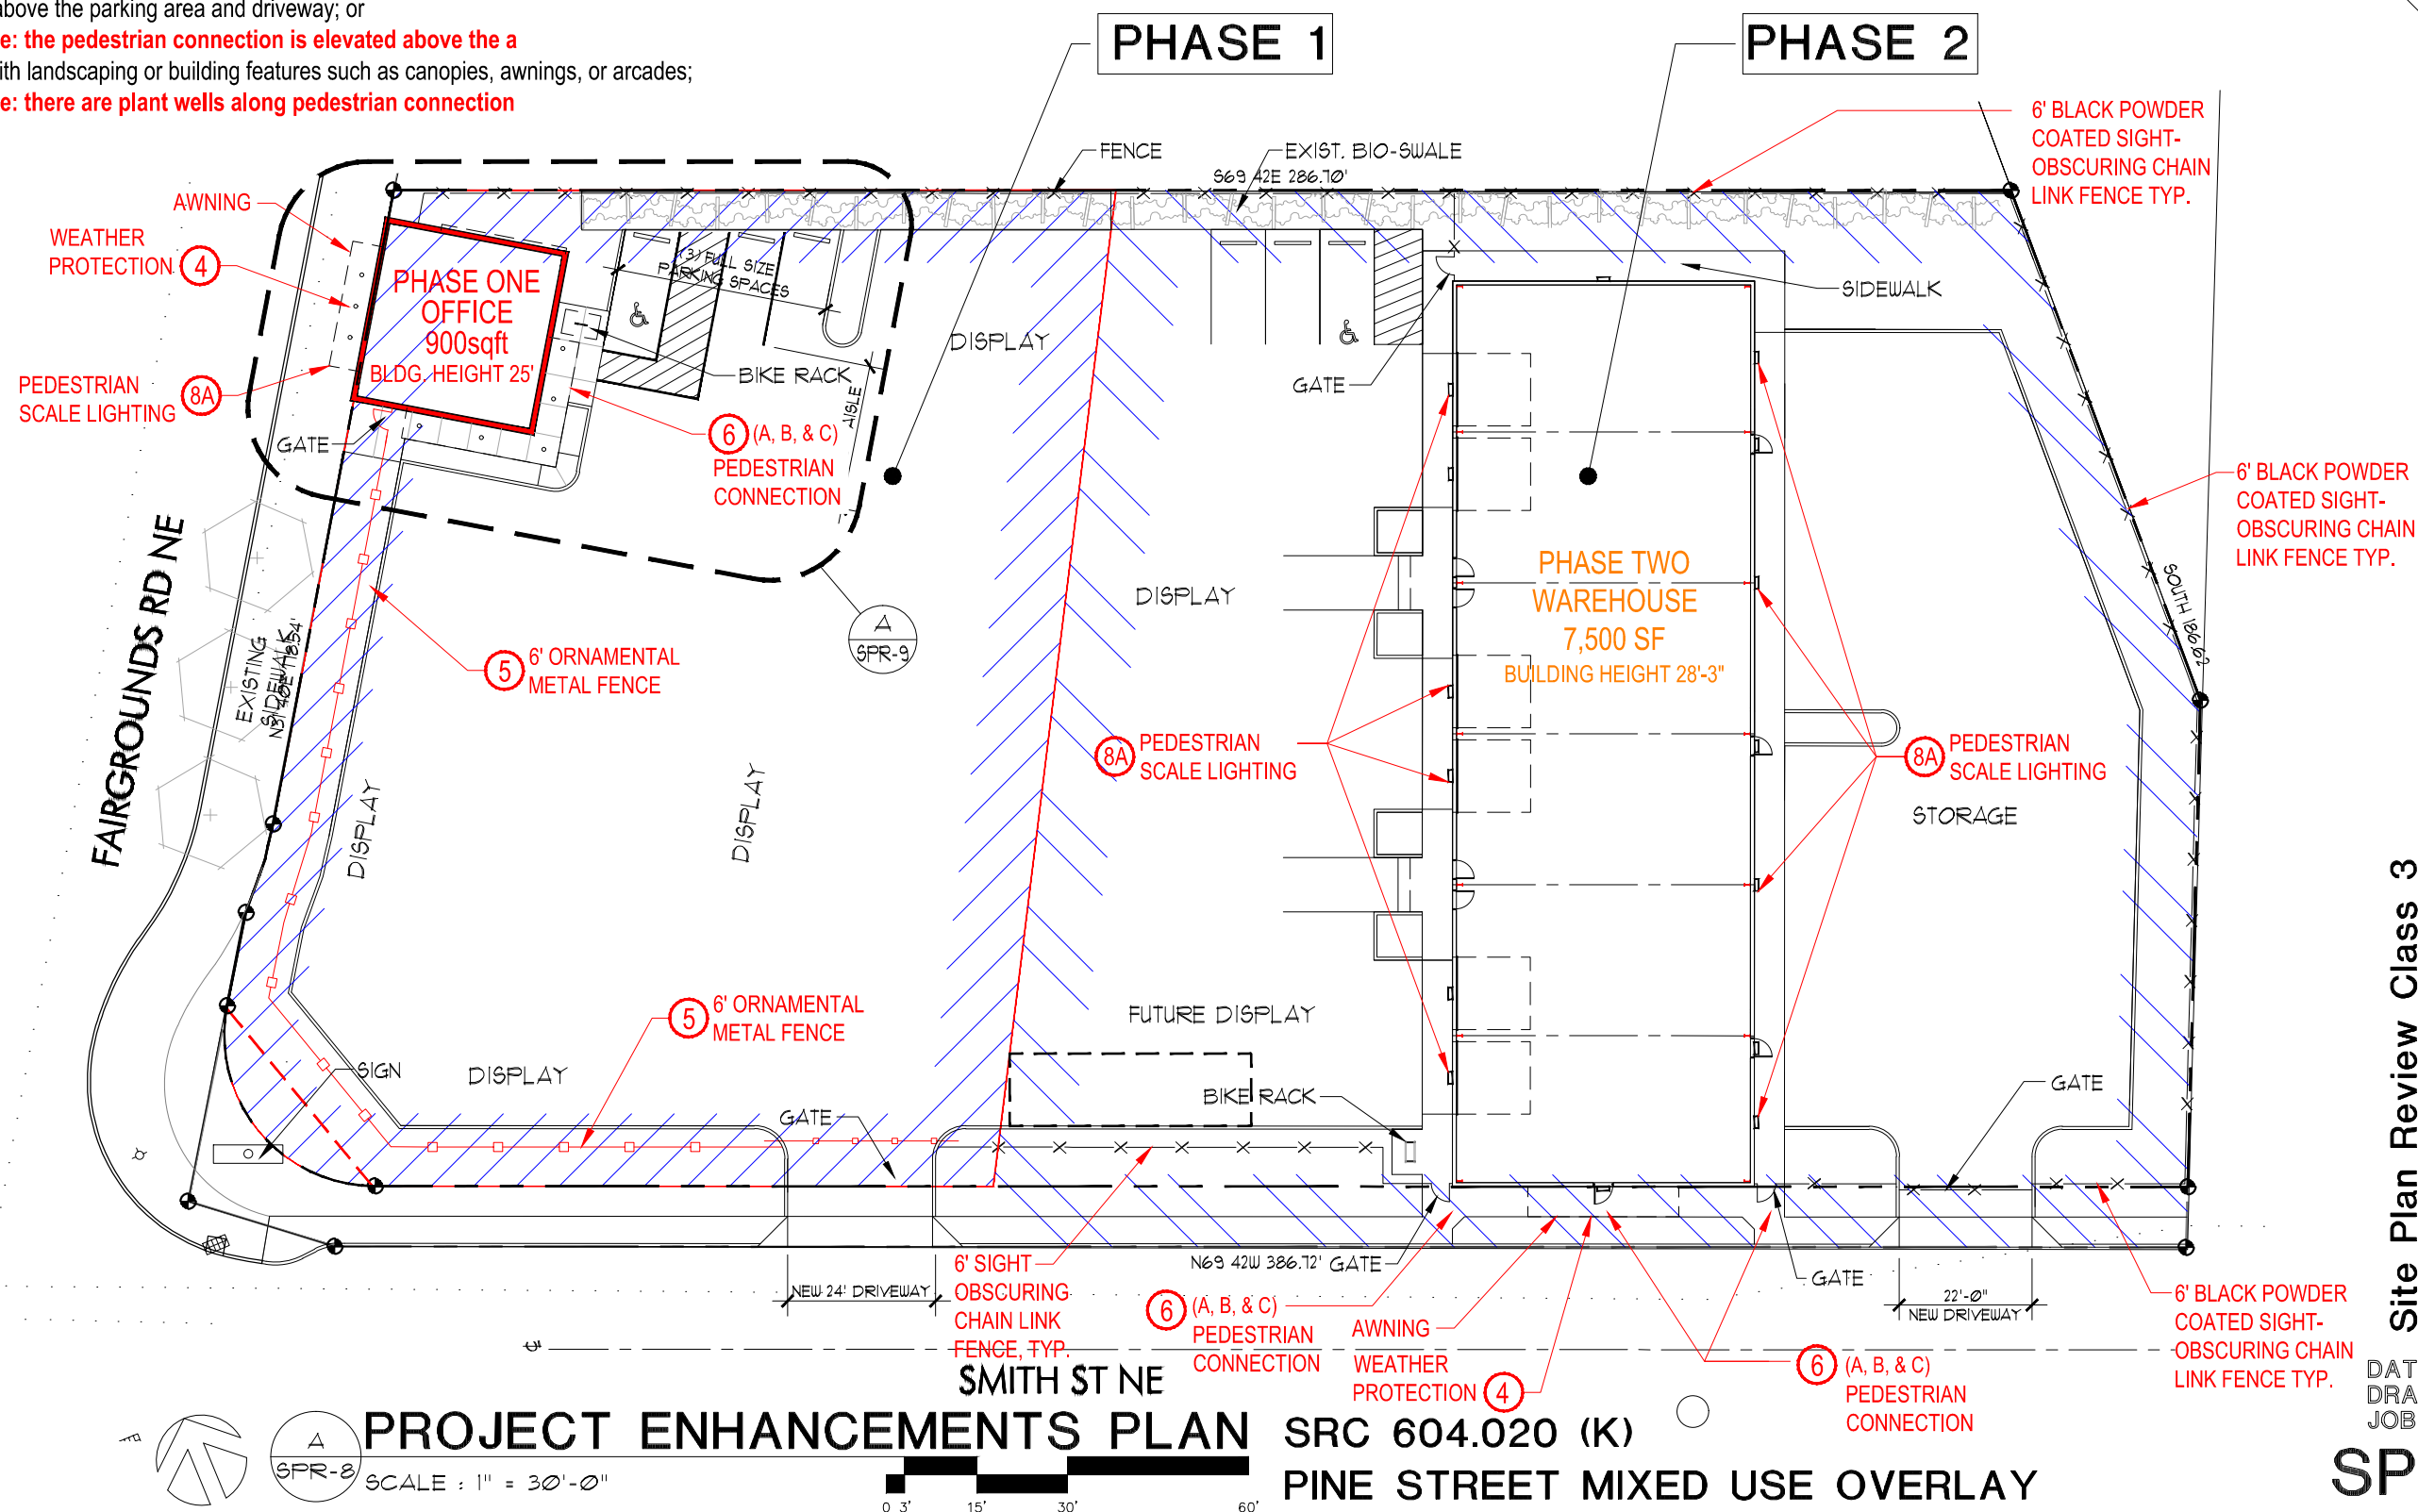 above the parking area and driveway; or
e: the pedestrian connection is elevated above the a
ith landscaping or building features such as canopies, awnings, or arcades;
e: there are plant wells along pedestrian connection
PHASE 1
PHASE 2
6' BLACK POWDER
COATED SIGHT-
OBSCURING CHAIN
LINK FENCE TYP.
FENCE
EXIST. BIO-SWALE
S69 42E 286.70'
AWNING
WEATHER
PROTECTION
4
PEDESTRIAN
SCALE LIGHTING
8A
PHASE ONE
OFFICE
900sqft
BLDG. HEIGHT 25'
(3) FULL SIZE
PARKING SPACES
BIKE RACK
AISLE
GATE
6
(A, B, & C)
PEDESTRIAN
CONNECTION
DISPLAY
GATE
SIDEWALK
6' BLACK POWDER
COATED SIGHT-
OBSCURING CHAIN
LINK FENCE TYP.
SOUTH 186.62
FAIRGROUNDS RD NE
EXISTING
SIDEWALK
5
6' ORNAMENTAL
METAL FENCE
A
SPR-9
DISPLAY
PHASE TWO
WAREHOUSE
7,500 SF
BUILDING HEIGHT 28'-3"
8A
PEDESTRIAN
SCALE LIGHTING
8A
PEDESTRIAN
SCALE LIGHTING
STORAGE
DISPLAY
DISPLAY
5
6' ORNAMENTAL
METAL FENCE
FUTURE DISPLAY
SIGN
DISPLAY
GATE
BIKE RACK
GATE
NEW 24' DRIVEWAY
6' SIGHT
OBSCURING
CHAIN LINK
FENCE, TYP.
N69 42W 386.72'
GATE
6
(A, B, & C)
PEDESTRIAN
CONNECTION
AWNING
WEATHER
PROTECTION
4
GATE
6
(A, B, & C)
PEDESTRIAN
CONNECTION
22'-0"
NEW DRIVEWAY
6' BLACK POWDER
COATED SIGHT-
OBSCURING CHAIN
LINK FENCE TYP.
SMITH ST NE
A
SPR-8
PROJECT ENHANCEMENTS PLAN
SCALE : 1" = 30'-0"
0 3' 15' 30' 60'
SRC 604.020 (K)
PINE STREET MIXED USE OVERLAY
Site Plan Review Class 3
DAT
DRA
JOB
SP